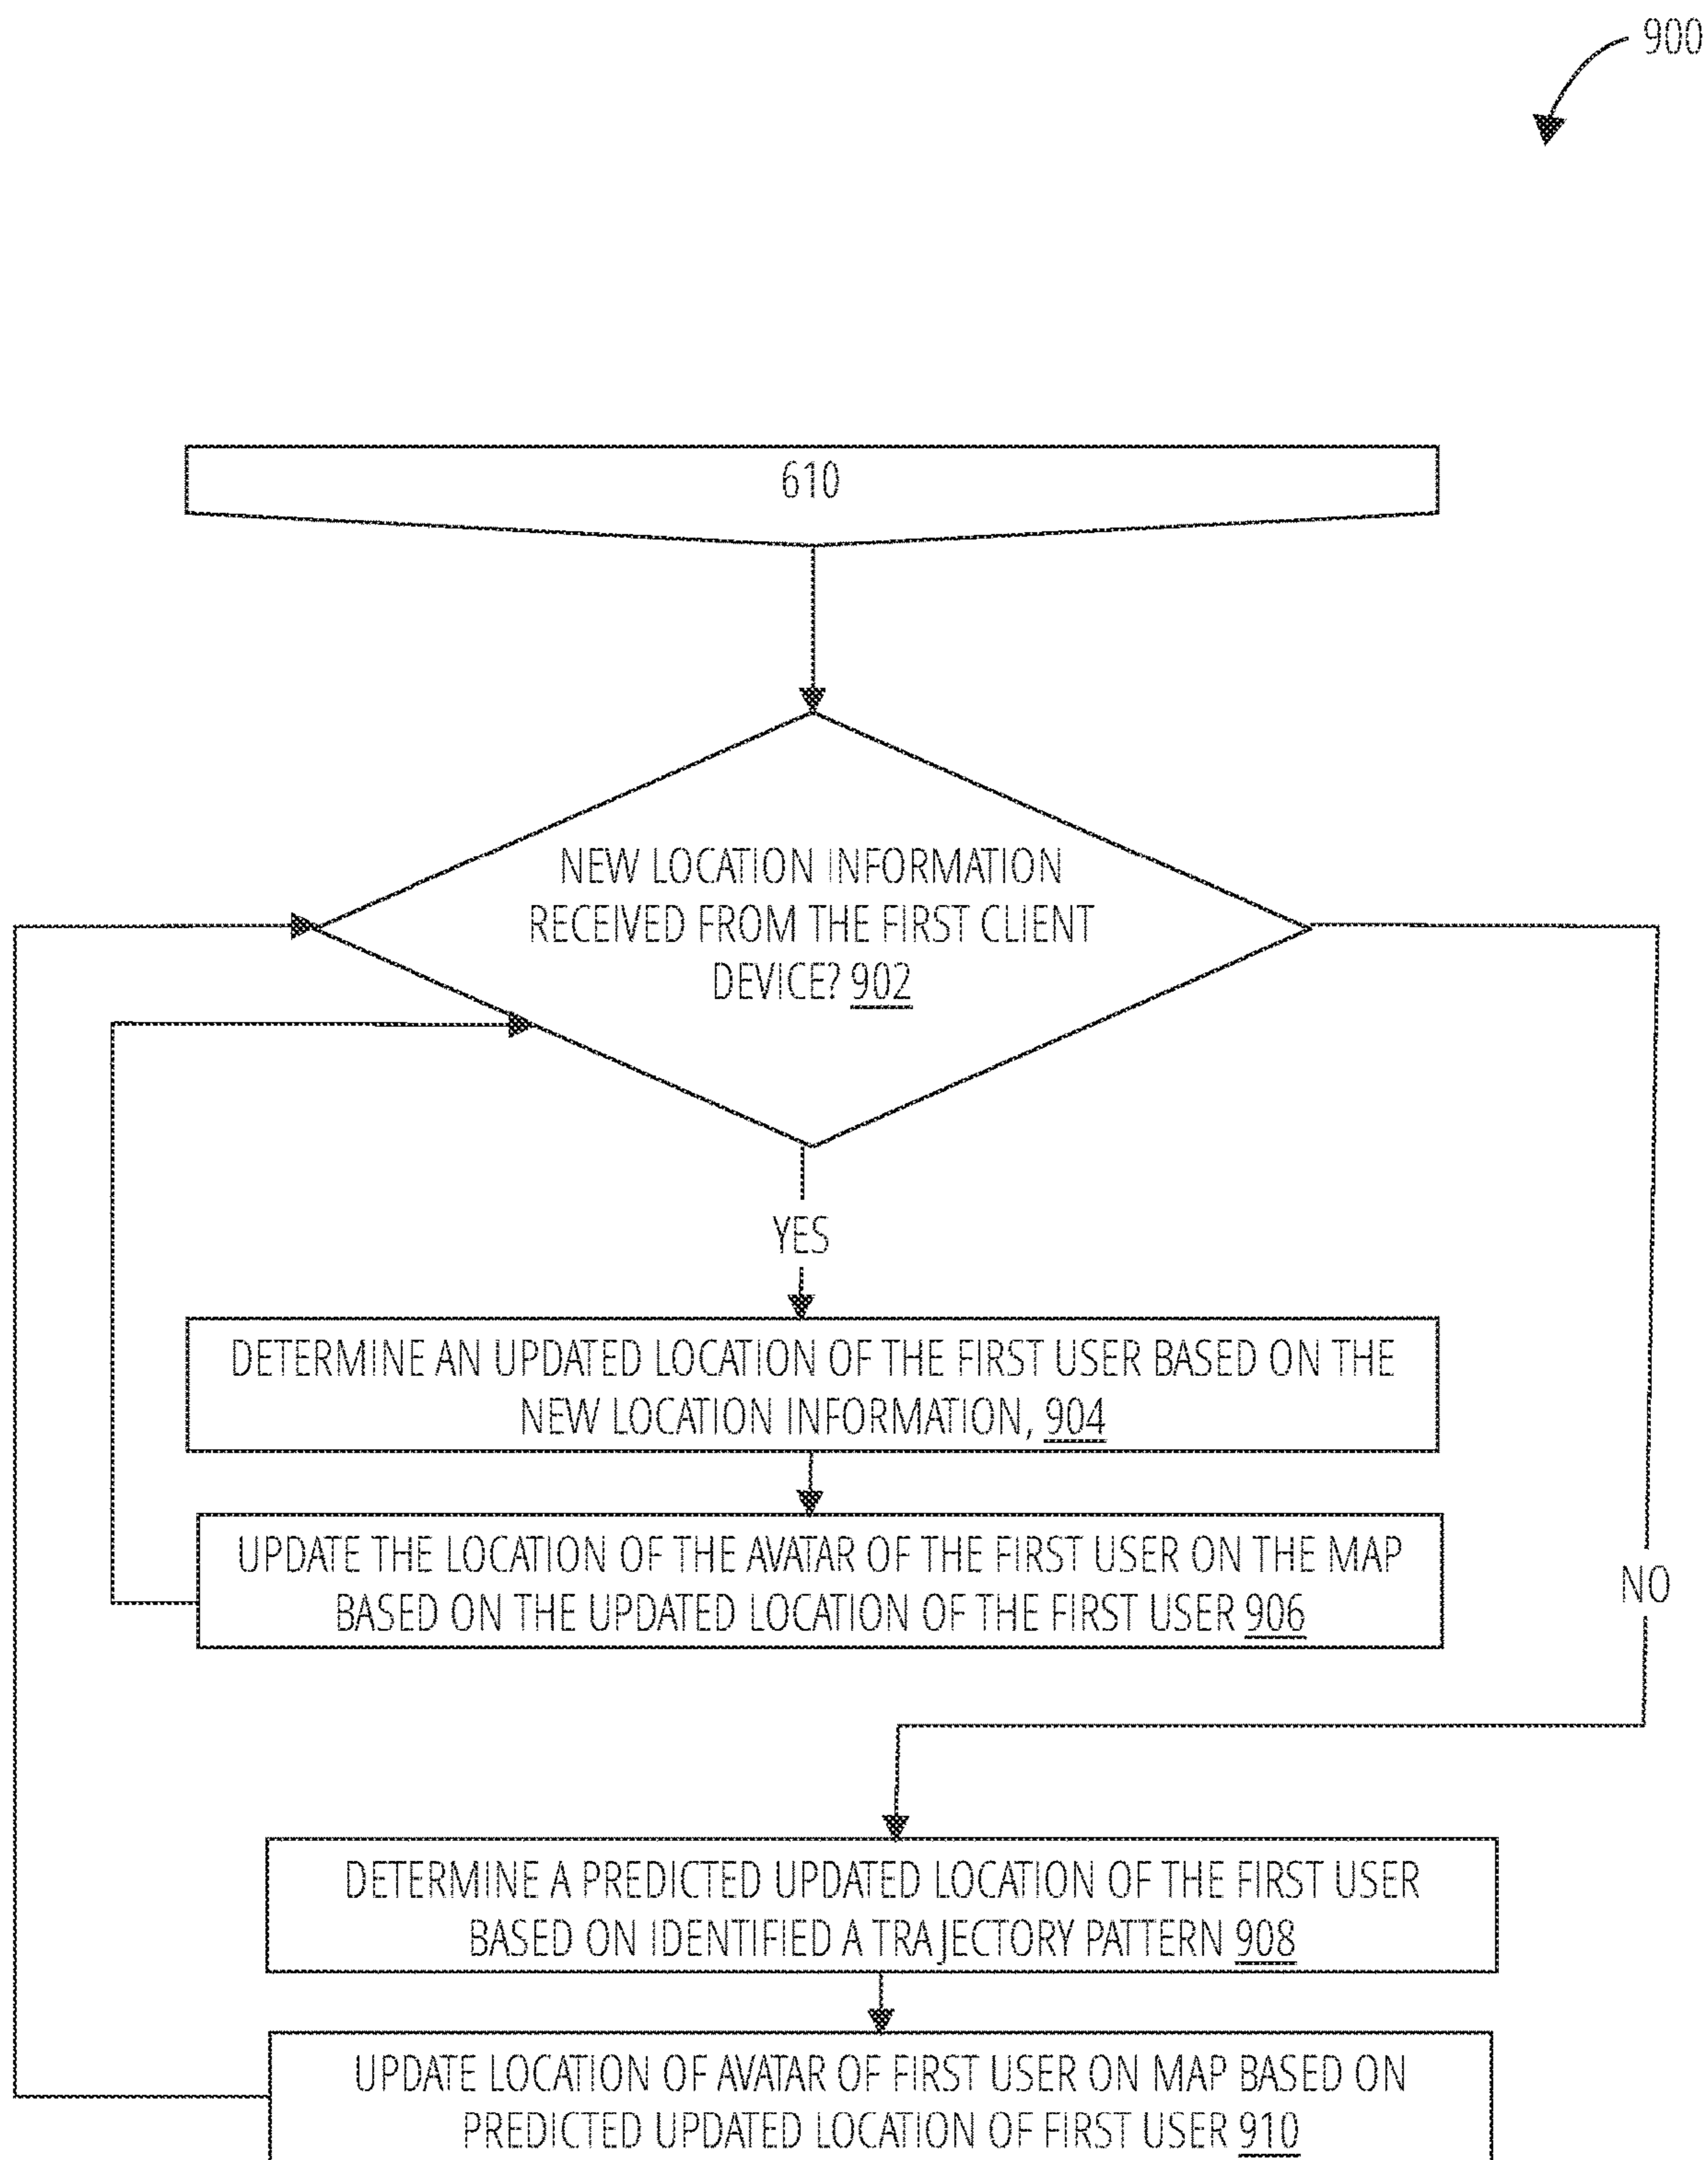 900
610
NEW LOCATION INFORMATION
RECEIVED FROM THE FIRST CLIENT
DEVICE? 902
YES
DETERMINE AN UPDATED LOCATION OF THE FIRST USER BASED ON THE
NEW LOCATION INFORMATION, 904
UPDATE THE LOCATION OF THE AVATAR OF THE FIRST USER ON THE MAP
BASED ON THE UPDATED LOCATION OF THE FIRST USER 906
NO
DETERMINE A PREDICTED UPDATED LOCATION OF THE FIRST USER
BASED ON IDENTIFIED A TRAJECTORY PATTERN 908
UPDATE LOCATION OF AVATAR OF FIRST USER ON MAP BASED ON
PREDICTED UPDATED LOCATION OF FIRST USER 910